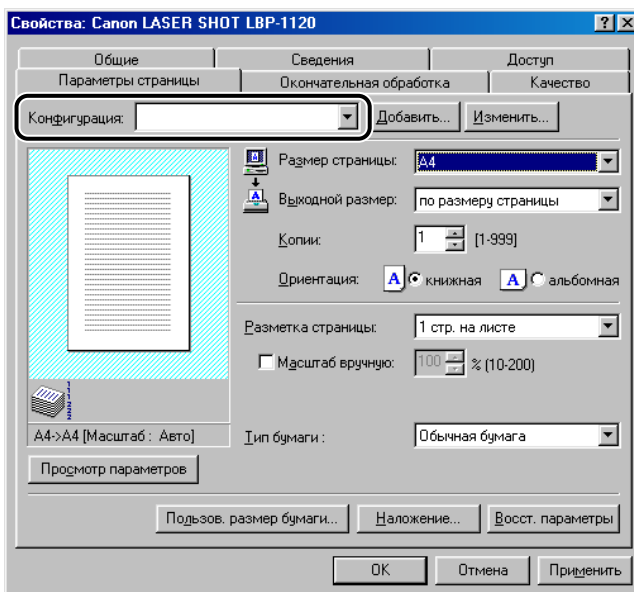 Свойства: Canon LASER SHOT LBP-1120
Общие Сведения Доступ
Параметры страницы Окончательная обработка Качество
Конфигурация: Добавить... Изменить...
Размер страницы: A4
Выходной размер: по размеру страницы
Копии: 1 [1-999]
Ориентация: A книжная A альбомная
Разметка страницы: 1 стр. на листе
Масштаб вручную: 100 % (10-200)
A4->A4 [Масштаб : Авто]
Тип бумаги : Обычная бумага
Просмотр параметров
Пользов. размер бумаги... Наложение... Восст. параметры
OK Отмена Применить